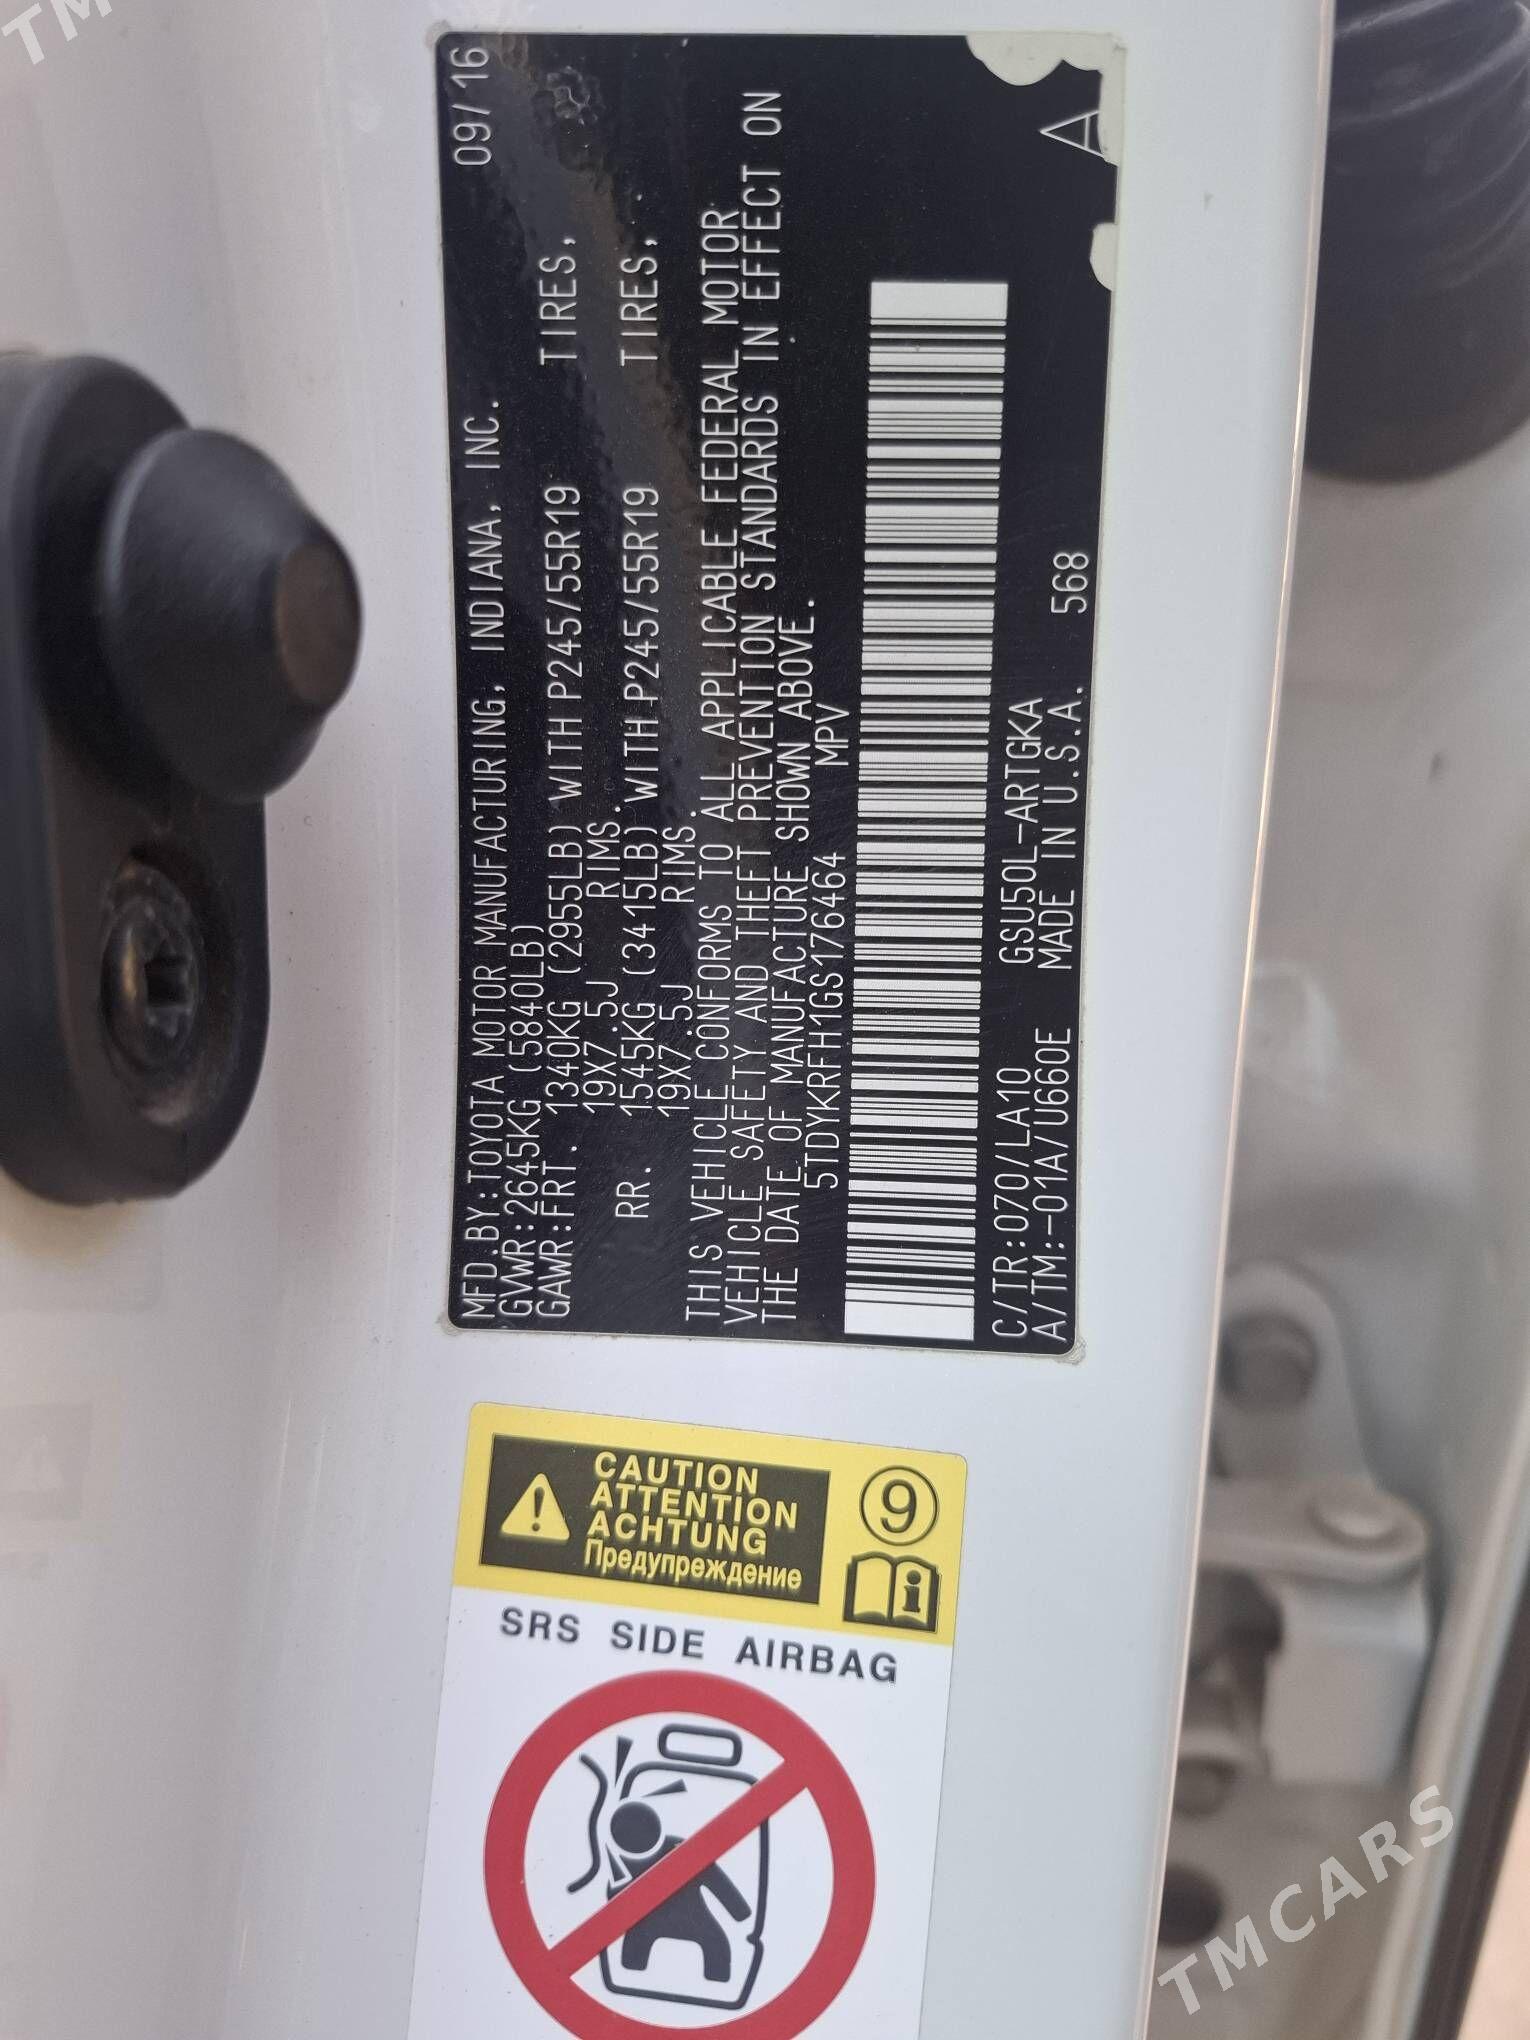 MFD.BY:TOYOTA MOTOR MANUFACTURING, INDIANA, INC. 09/16
GVWR:2645KG (5840LB)
GAWR:FRT. 1340KG (2955LB) WITH P245/55R19 TIRES,
19X7.5J RIMS.
RR. 1545KG (3415LB) WITH P245/55R19 TIRES,
19X7.5J RIMS.
THIS VEHICLE CONFORMS TO ALL APPLICABLE FEDERAL MOTOR
VEHICLE SAFETY AND THEFT PREVENTION STANDARDS IN EFFECT ON
THE DATE OF MANUFACTURE SHOWN ABOVE.
5TDYKRFH1GS176464 MPV
C/TR:070/LA10 GSU50L-ARTGKA
A/TM:-01A/U660E MADE IN U.S.A. 568
A
CAUTION
ATTENTION
ACHTUNG
Предупреждение
9
i
SRS SIDE AIRBAG
TMCARS
TM